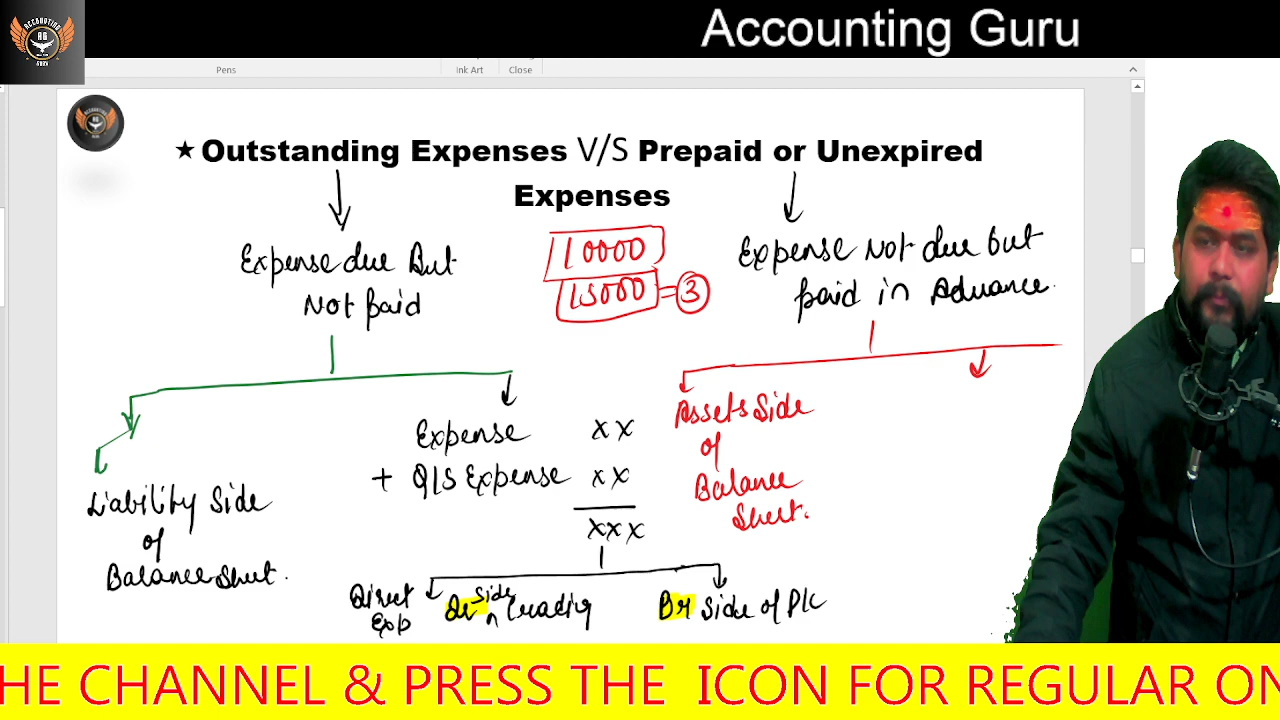 Accounting Guru
ACCOUNTING
AG
GURU
Pens
Ink Art
Close
★ Outstanding Expenses V/S Prepaid or Unexpired
Expenses
Expense due But
Not paid
10000
15000 = 3
Expense Not due but
paid in Advance.
Expense xx
+ O/S Expense xx
xxx
Liability Side
of
Balance Sheet.
Assets Side
of
Balance
Sheet.
Direct
Exp
Dr side Trading
Dr Side of P/L
HE CHANNEL & PRESS THE ICON FOR REGULAR ON